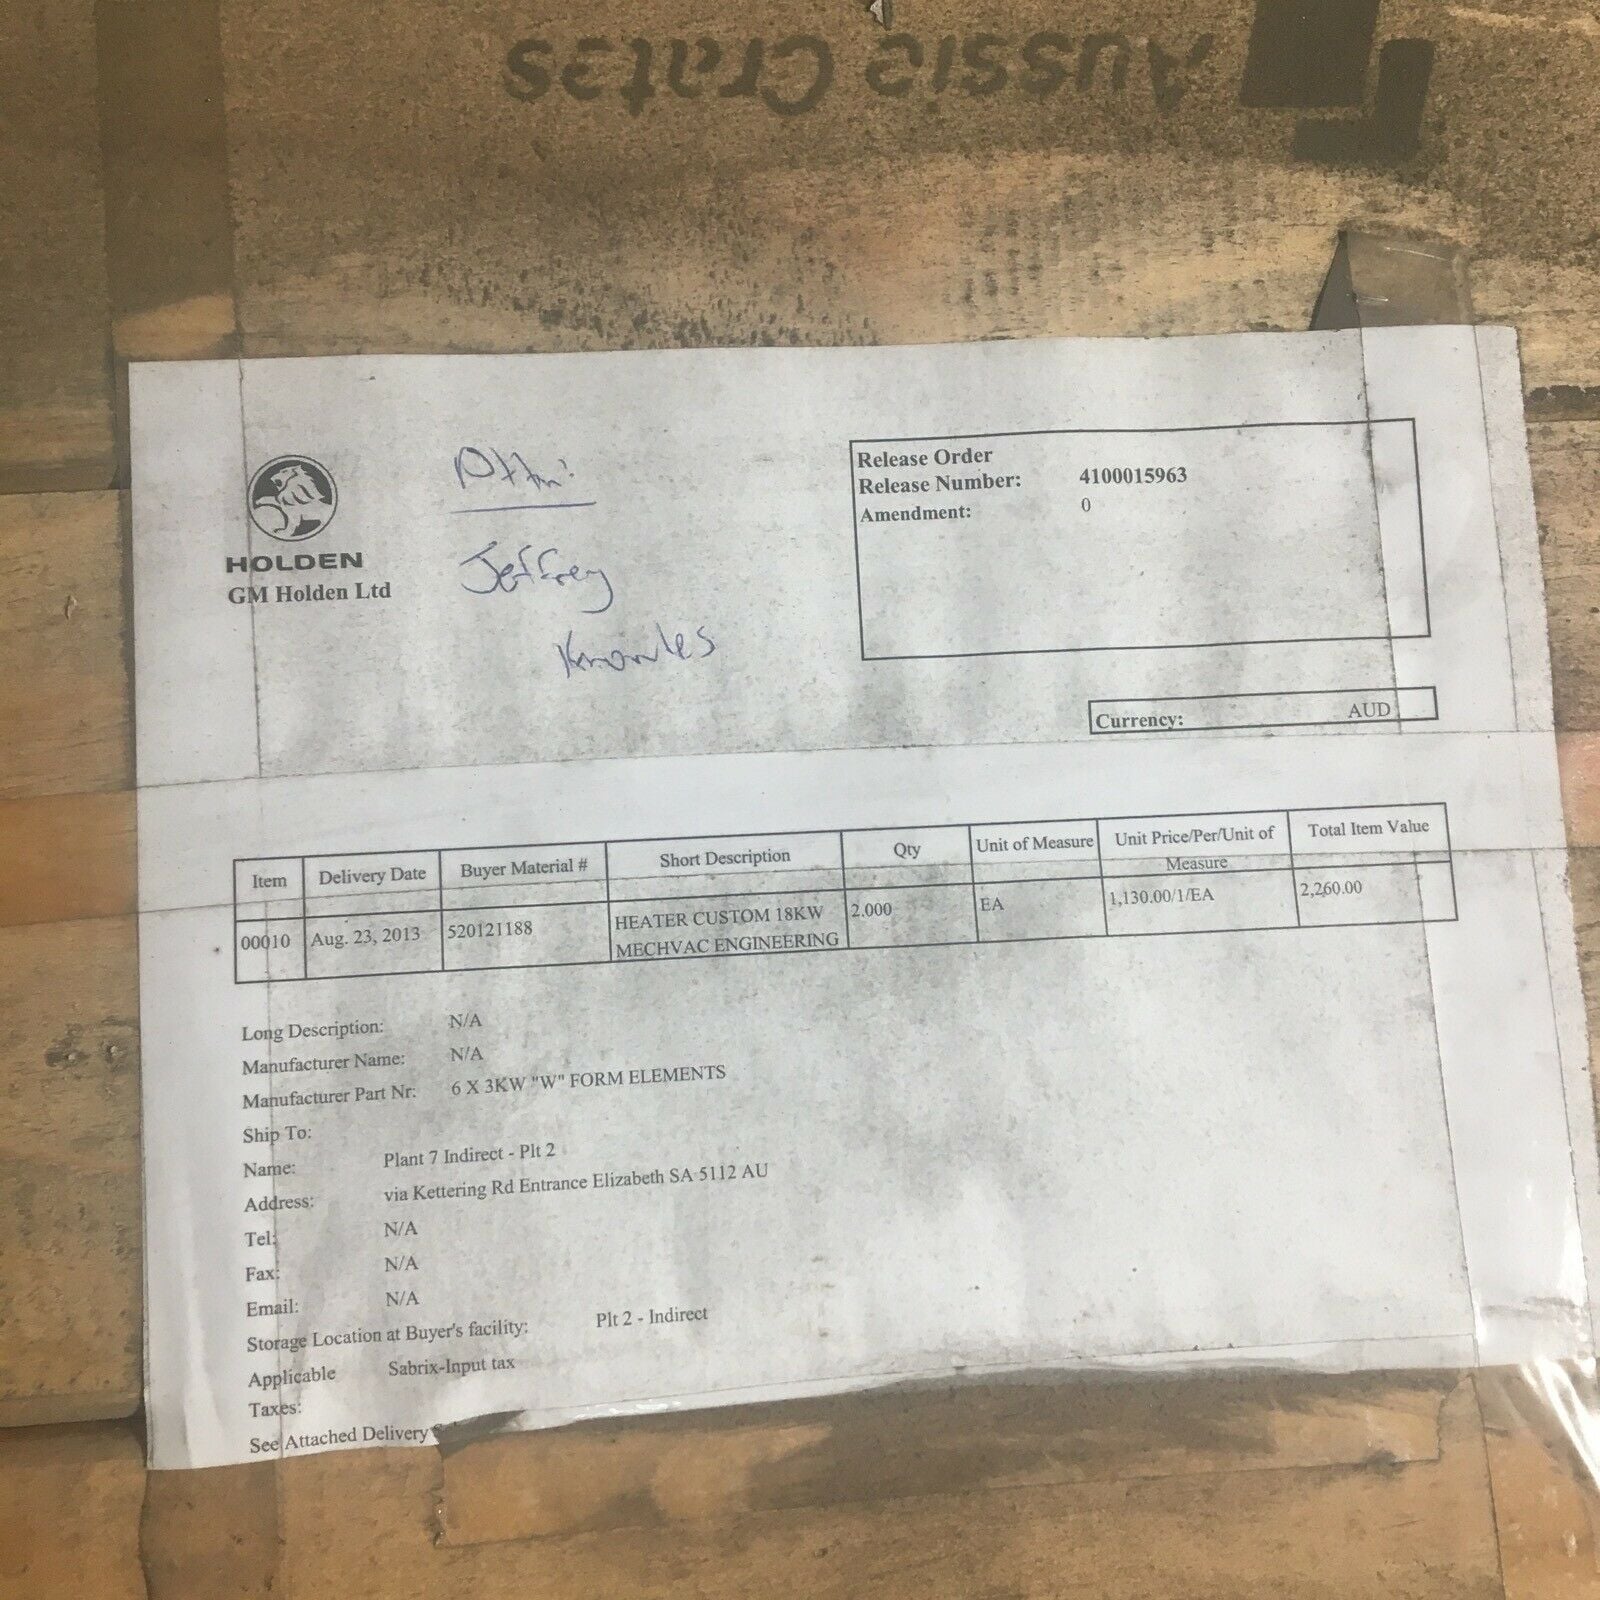 Aussie Crates
HOLDEN
GM Holden Ltd
Attn:
Jeffrey
Knowles
Release Order
Release Number: 4100015963
Amendment: 0
Currency: AUD
Item Delivery Date Buyer Material # Short Description Qty Unit of Measure Unit Price/Per/Unit of Measure Total Item Value
00010 Aug. 23, 2013 520121188 HEATER CUSTOM 18KW 2.000 EA 1,130.00/1/EA 2,260.00
MECHVAC ENGINEERING
Long Description: N/A
Manufacturer Name: N/A
Manufacturer Part Nr: 6 X 3KW "W" FORM ELEMENTS
Ship To:
Name: Plant 7 Indirect - Plt 2
Address: via Kettering Rd Entrance Elizabeth SA 5112 AU
Tel: N/A
Fax: N/A
Email: N/A
Storage Location at Buyer's facility: Plt 2 - Indirect
Applicable Sabrix-Input tax
Taxes:
See Attached Delivery